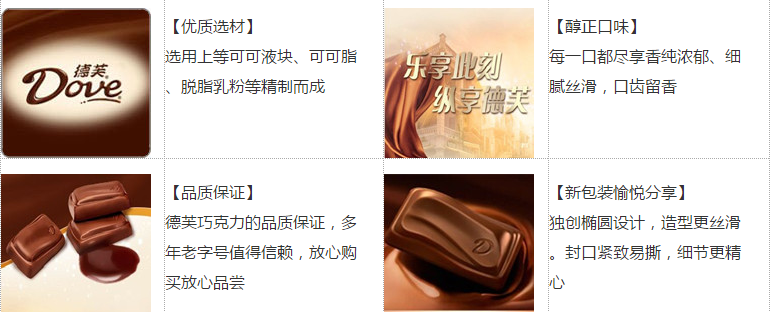 德芙
Dove
【优质选材】
选用上等可可液块、可可脂
、脱脂乳粉等精制而成
乐享此刻
纵享德芙
【醇正口味】
每一口都尽享香纯浓郁、细
腻丝滑，口齿留香
【品质保证】
德芙巧克力的品质保证，多
年老字号值得信赖，放心购
买放心品尝
【新包装愉悦分享】
独创椭圆设计，造型更丝滑
。封口紧致易撕，细节更精
心